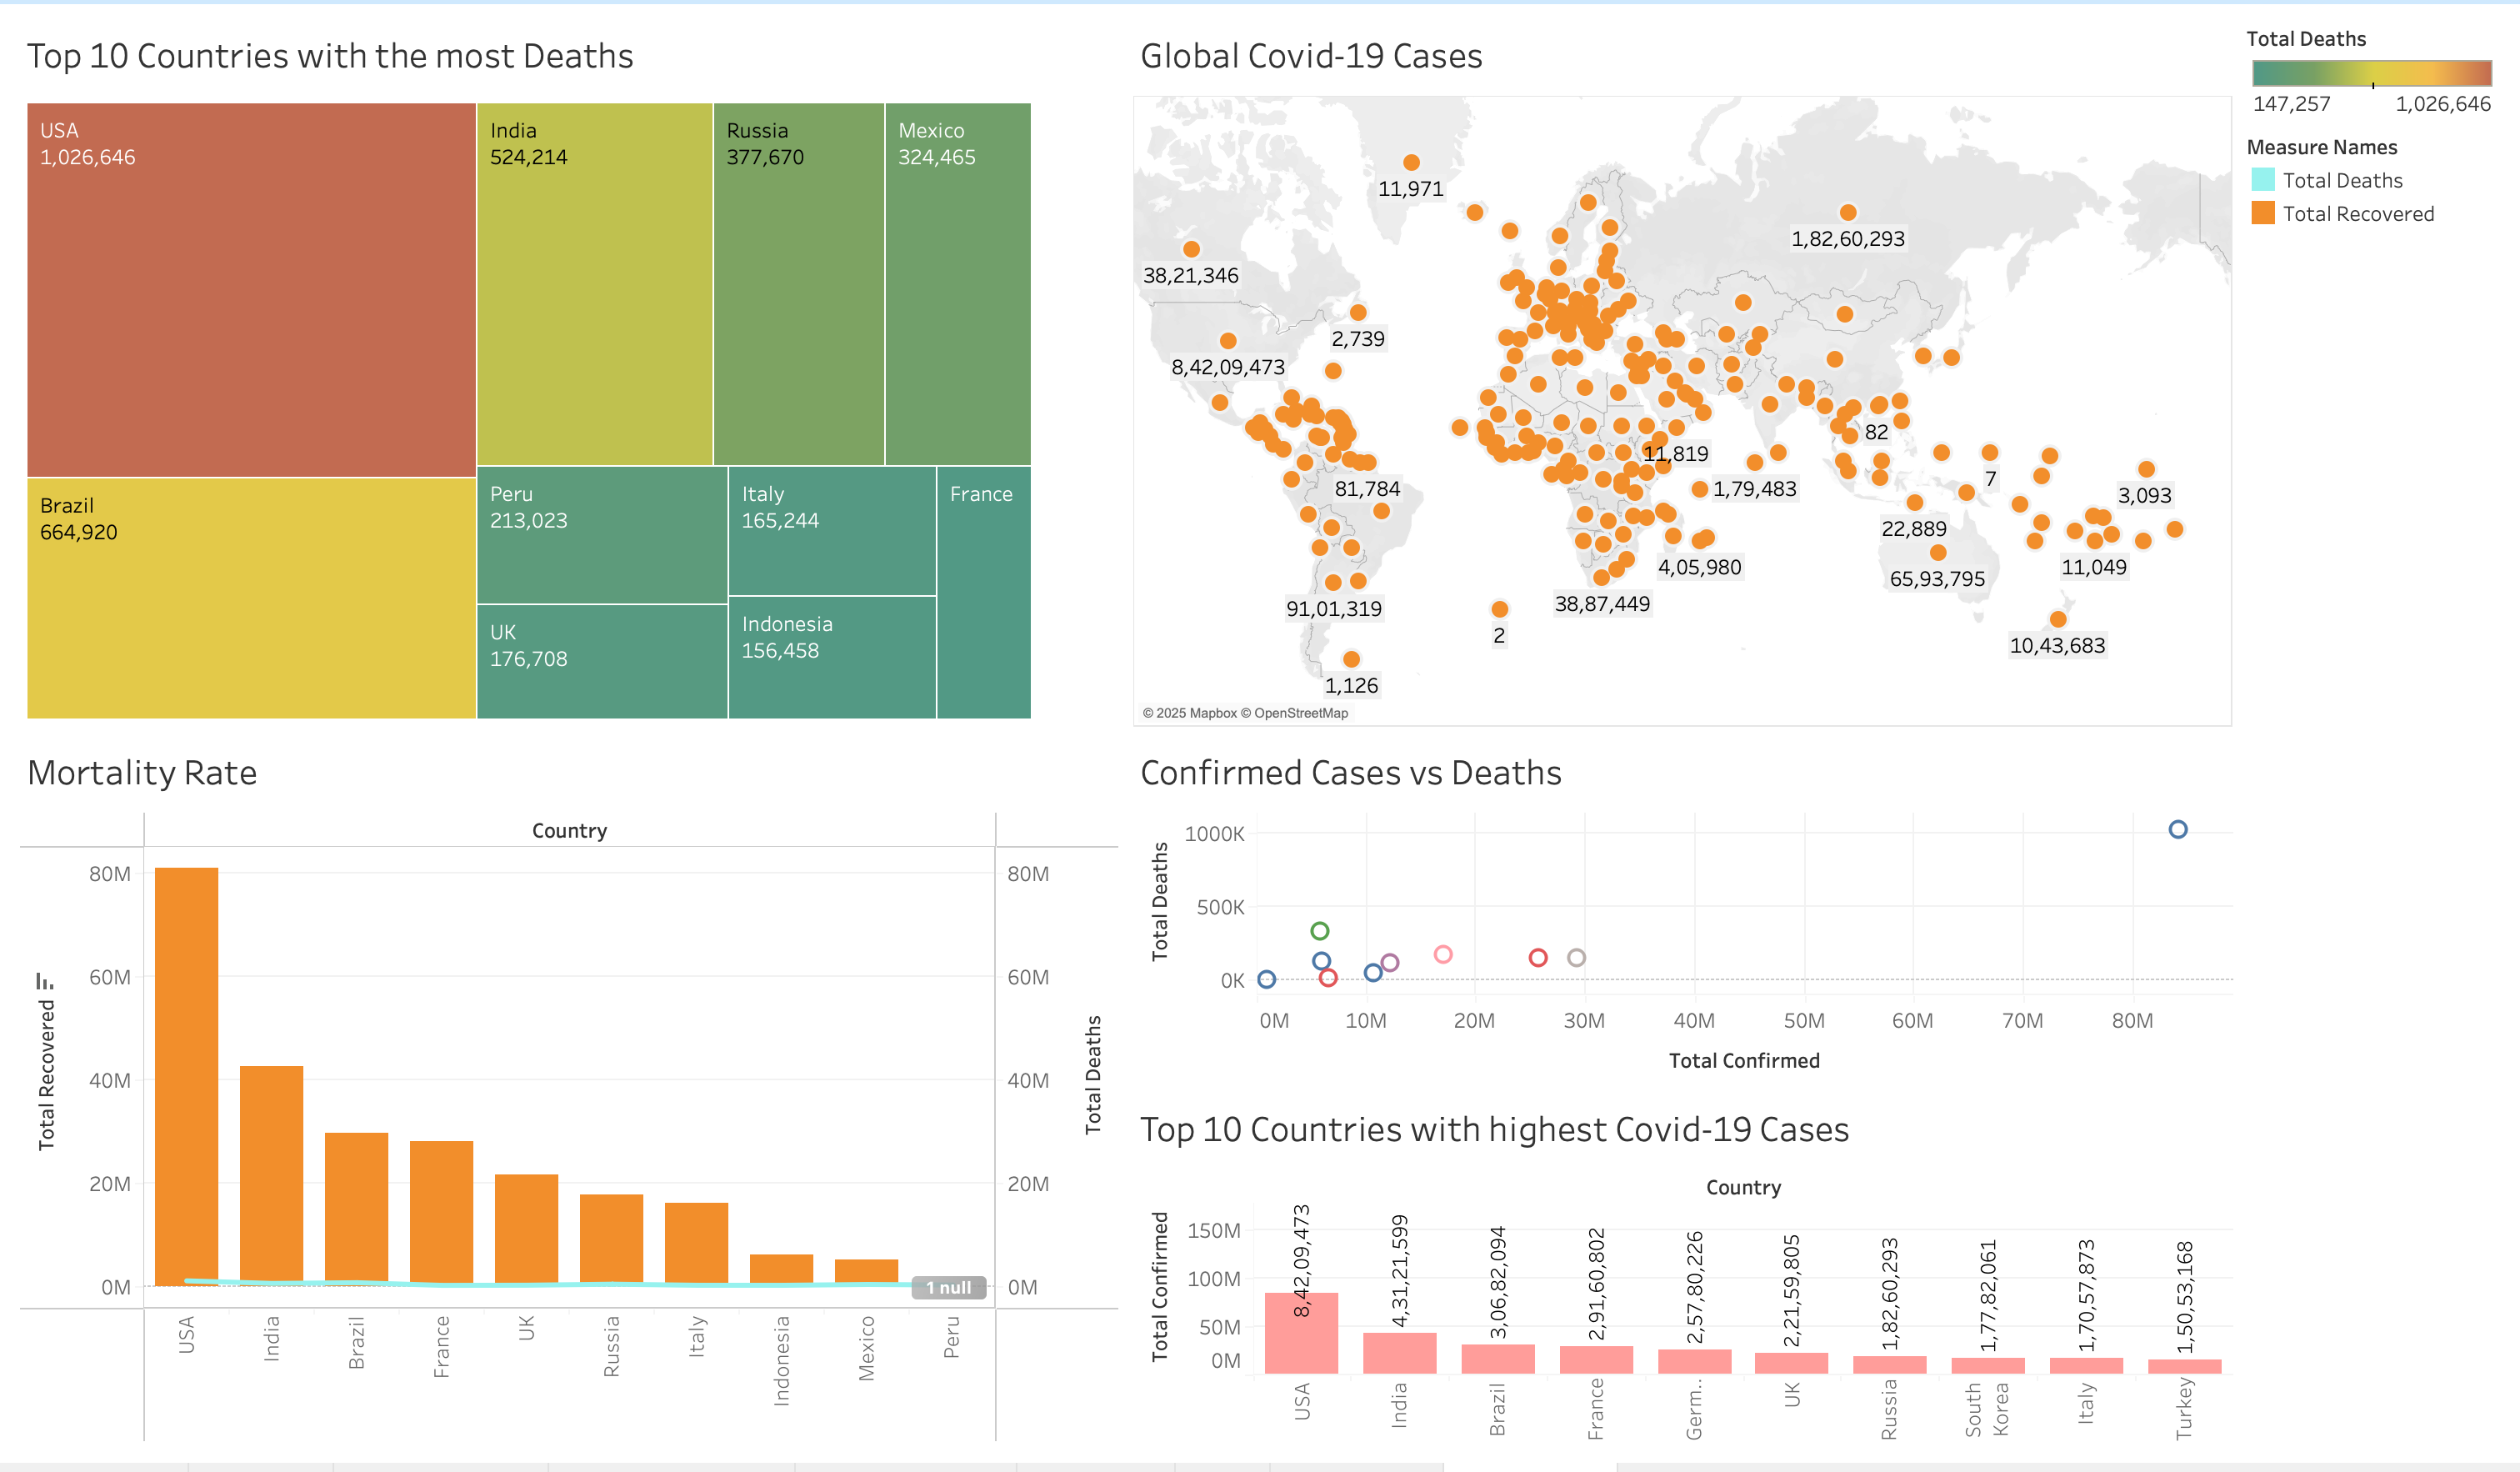 Top 10 Countries with the most Deaths
USA
1,026,646
India
524,214
Russia
377,670
Mexico
324,465
Brazil
664,920
Peru
213,023
Italy
165,244
France
UK
176,708
Indonesia
156,458
Global Covid-19 Cases
11,971
1,82,60,293
38,21,346
2,739
8,42,09,473
82
11,819
81,784
1,79,483
7
3,093
22,889
4,05,980
11,049
65,93,795
91,01,319
38,87,449
2
10,43,683
1,126
© 2025 Mapbox © OpenStreetMap
Total Deaths
147,257 1,026,646
Measure Names
Total Deaths
Total Recovered
Mortality Rate
Country
Total Recovered
80M
60M
40M
20M
0M
80M
60M
40M
20M
0M
Total Deaths
1 null
USA
India
Brazil
France
UK
Russia
Italy
Indonesia
Mexico
Peru
Confirmed Cases vs Deaths
Total Deaths
1000K
500K
0K
0M 10M 20M 30M 40M 50M 60M 70M 80M
Total Confirmed
Top 10 Countries with highest Covid-19 Cases
Country
Total Confirmed
150M
100M
50M
0M
8,42,09,473
4,31,21,599
3,06,82,094
2,91,60,802
2,57,80,226
2,21,59,805
1,82,60,293
1,77,82,061
1,70,57,873
1,50,53,168
USA
India
Brazil
France
Germ..
UK
Russia
South
Korea
Italy
Turkey